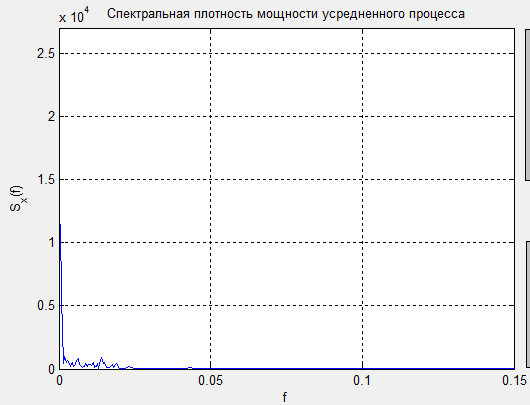 Спектральная плотность мощности усредненного процесса
x 10^4
2.5
2
1.5
1
0.5
0
S_x(f)
0 0.05 0.1 0.15
f